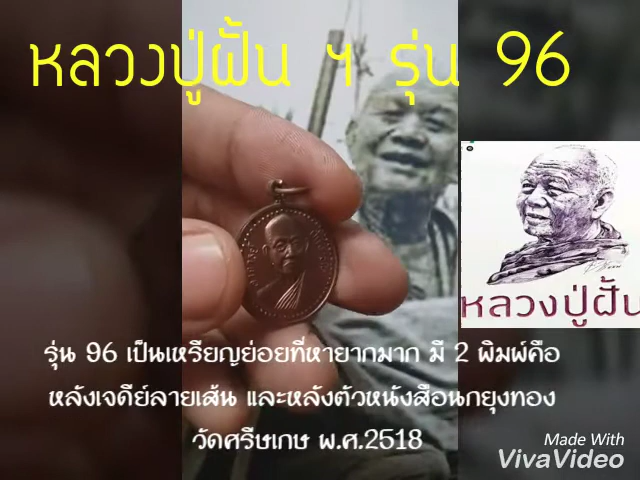 หลวงปู่ฝั้น ฯ รุ่น 96
หลวงปู่ฝั้น
รุ่น 96 เป็นเหรียญย่อยที่หายากมาก มี 2 พิมพ์คือ
หลังเจดีย์ลายเส้น และหลังตัวหนังสือนกยุงทอง
วัดศรีษเกษ พ.ศ.2518
Made With
VivaVideo